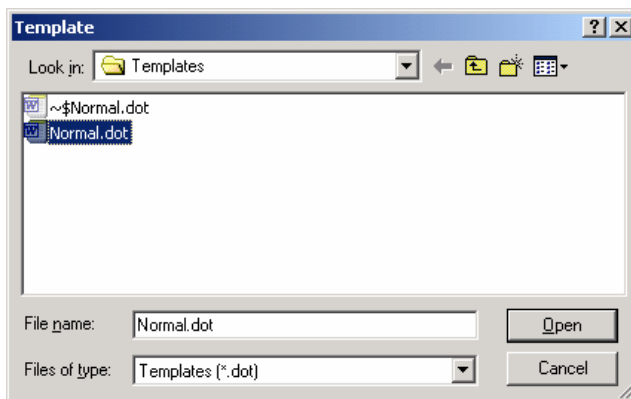 Template
Look in: Templates
~$Normal.dot
Normal.dot
File name: Normal.dot Open
Files of type: Templates (*.dot) Cancel